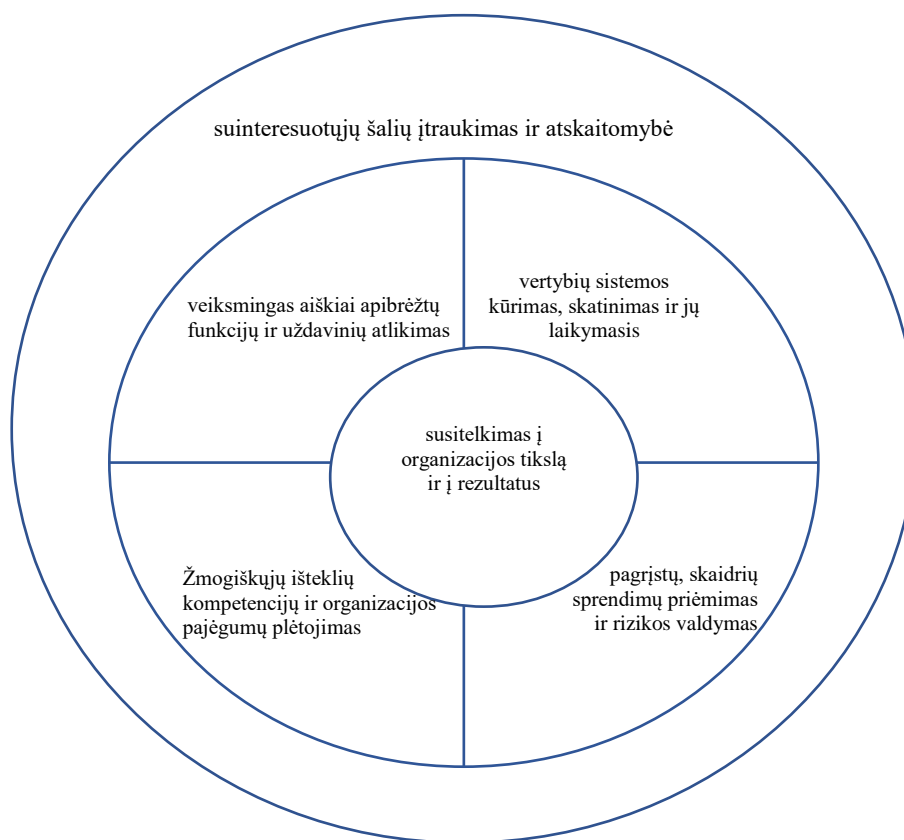 suinteresuotųjų šalių įtraukimas ir atskaitomybė
veiksmingas aiškiai apibrėžtų
funkcijų ir uždavinių atlikimas
vertybių sistemos
kūrimas, skatinimas ir jų
laikymasis
susitelkimas į
organizacijos tikslą
ir į rezultatus
Žmogiškųjų išteklių
kompetencijų ir organizacijos
pajėgumų plėtojimas
pagrįstų, skaidrių
sprendimų priėmimas
ir rizikos valdymas